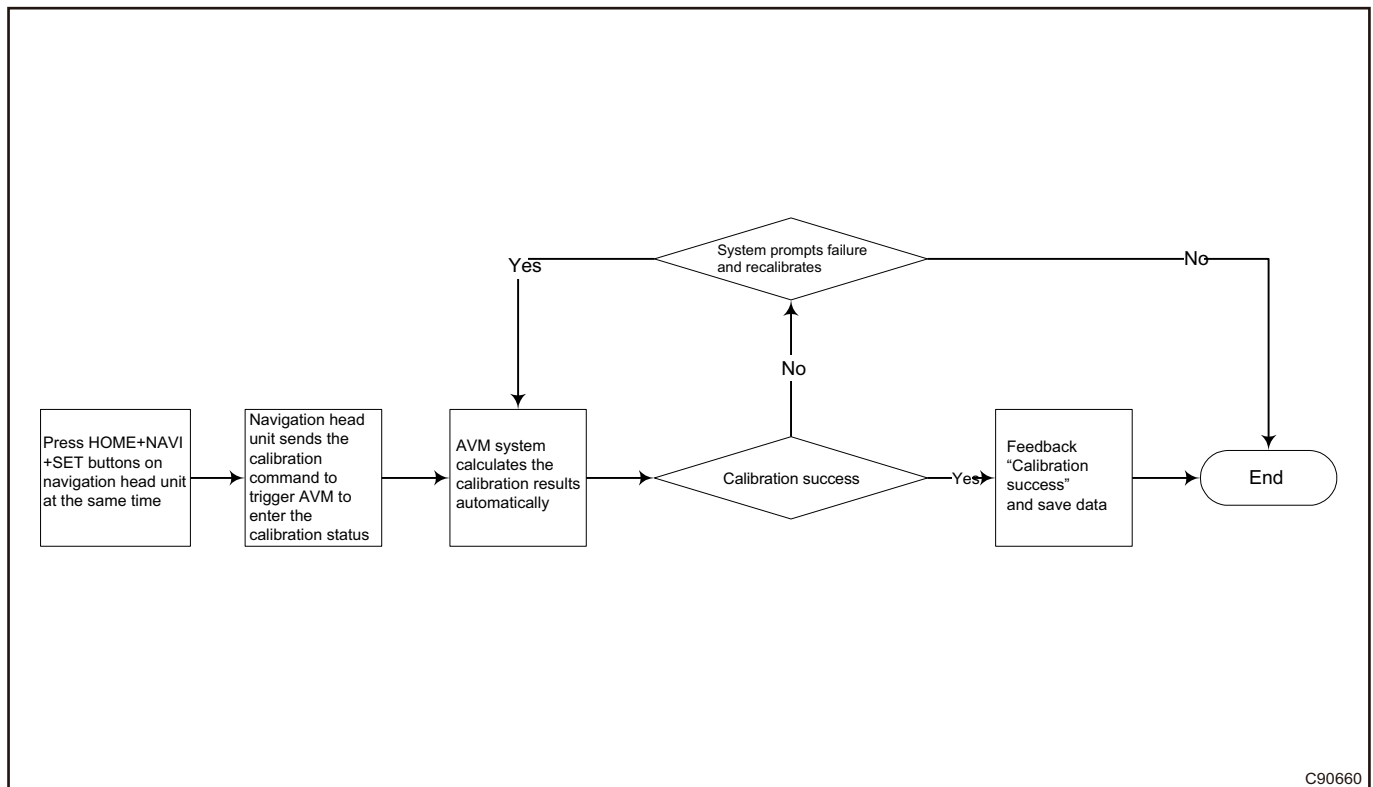 System prompts failure
and recalibrates
Yes
No
No
Press HOME+NAVI
+SET buttons on
navigation head unit
at the same time
Navigation head
unit sends the
calibration
command to
trigger AVM to
enter the
calibration status
AVM system
calculates the
calibration results
automatically
Calibration success
Yes
Feedback
“Calibration
success”
and save data
End
C90660